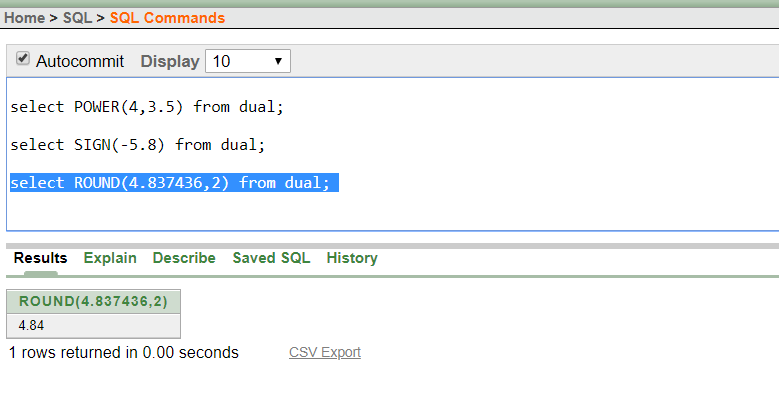 Home > SQL > SQL Commands
Autocommit Display 10
select POWER(4,3.5) from dual;
select SIGN(-5.8) from dual;
select ROUND(4.837436,2) from dual;
Results Explain Describe Saved SQL History
ROUND(4.837436,2)
4.84
1 rows returned in 0.00 seconds CSV Export